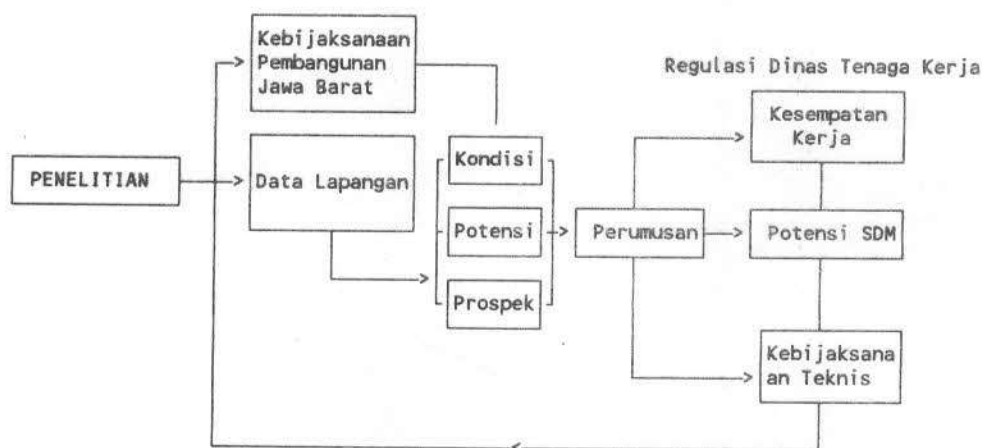 Kebijaksanaan
Pembangunan
Jawa Barat
Regulasi Dinas Tenaga Kerja
Kesempatan
Kerja
PENELITIAN
Data Lapangan
Kondisi
Potensi
Prospek
Perumusan
Potensi SDM
Kebijaksana
an Teknis